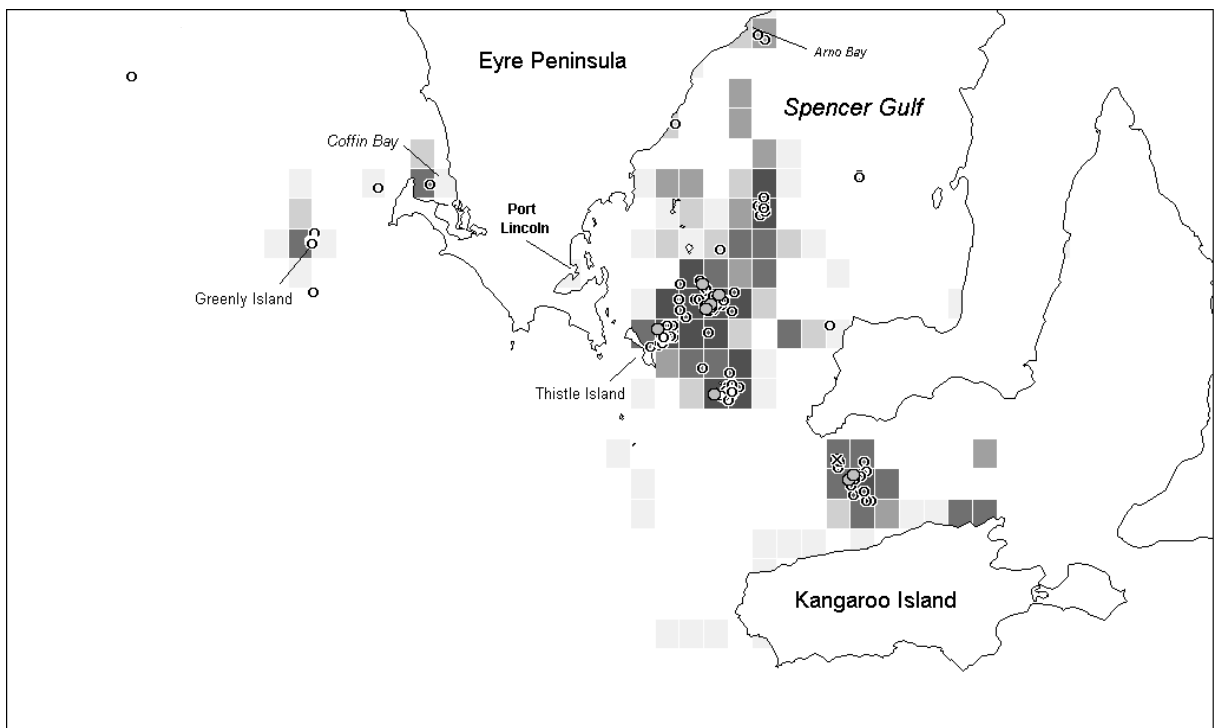 Eyre Peninsula
Arno Bay
Spencer Gulf
Coffin Bay
Port
Lincoln
Greenly Island
Thistle Island
Kangaroo Island